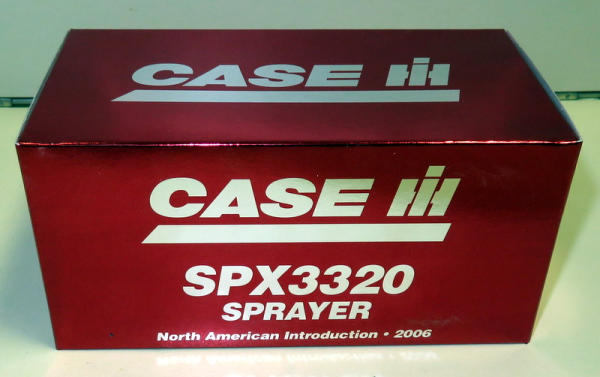 CASE IH
CASE IH
SPX3320
SPRAYER
North American Introduction • 2006